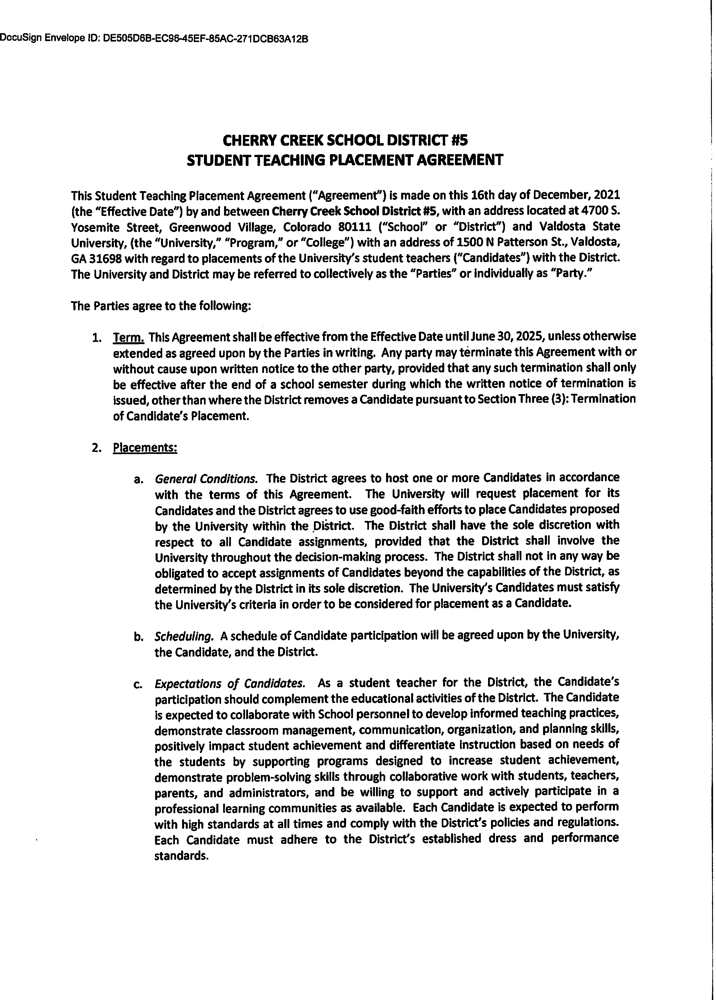 DocuSign Envelope ID: DE505D6B-EC96-45EF-85AC-271DCB63A12B
CHERRY CREEK SCHOOL DISTRICT #5
STUDENT TEACHING PLACEMENT AGREEMENT
This Student Teaching Placement Agreement (“Agreement”) is made on this 16th day of December, 2021
(the “Effective Date”) by and between Cherry Creek School District #5, with an address located at 4700 S.
Yosemite Street, Greenwood Village, Colorado 80111 (“School” or “District”) and Valdosta State
University, (the “University,” “Program,” or “College”) with an address of 1500 N Patterson St., Valdosta,
GA 31698 with regard to placements of the University’s student teachers (“Candidates”) with the District.
The University and District may be referred to collectively as the “Parties” or individually as “Party.”
The Parties agree to the following:
1. Term. This Agreement shall be effective from the Effective Date until June 30, 2025, unless otherwise
extended as agreed upon by the Parties in writing. Any party may terminate this Agreement with or
without cause upon written notice to the other party, provided that any such termination shall only
be effective after the end of a school semester during which the written notice of termination is
issued, other than where the District removes a Candidate pursuant to Section Three (3): Termination
of Candidate’s Placement.
2. Placements:
a. General Conditions. The District agrees to host one or more Candidates in accordance
with the terms of this Agreement. The University will request placement for its
Candidates and the District agrees to use good-faith efforts to place Candidates proposed
by the University within the District. The District shall have the sole discretion with
respect to all Candidate assignments, provided that the District shall involve the
University throughout the decision-making process. The District shall not in any way be
obligated to accept assignments of Candidates beyond the capabilities of the District, as
determined by the District in its sole discretion. The University’s Candidates must satisfy
the University’s criteria in order to be considered for placement as a Candidate.
b. Scheduling. A schedule of Candidate participation will be agreed upon by the University,
the Candidate, and the District.
c. Expectations of Candidates. As a student teacher for the District, the Candidate’s
participation should complement the educational activities of the District. The Candidate
is expected to collaborate with School personnel to develop informed teaching practices,
demonstrate classroom management, communication, organization, and planning skills,
positively impact student achievement and differentiate instruction based on needs of
the students by supporting programs designed to increase student achievement,
demonstrate problem-solving skills through collaborative work with students, teachers,
parents, and administrators, and be willing to support and actively participate in a
professional learning communities as available. Each Candidate is expected to perform
with high standards at all times and comply with the District’s policies and regulations.
Each Candidate must adhere to the District’s established dress and performance
standards.